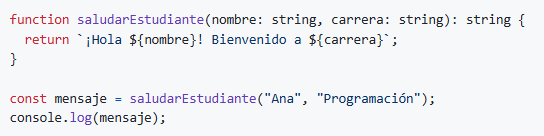 function saludarEstudiante(nombre: string, carrera: string): string {
  return `¡Hola ${nombre}! Bienvenido a ${carrera}`;
}

const mensaje = saludarEstudiante("Ana", "Programación");
console.log(mensaje);